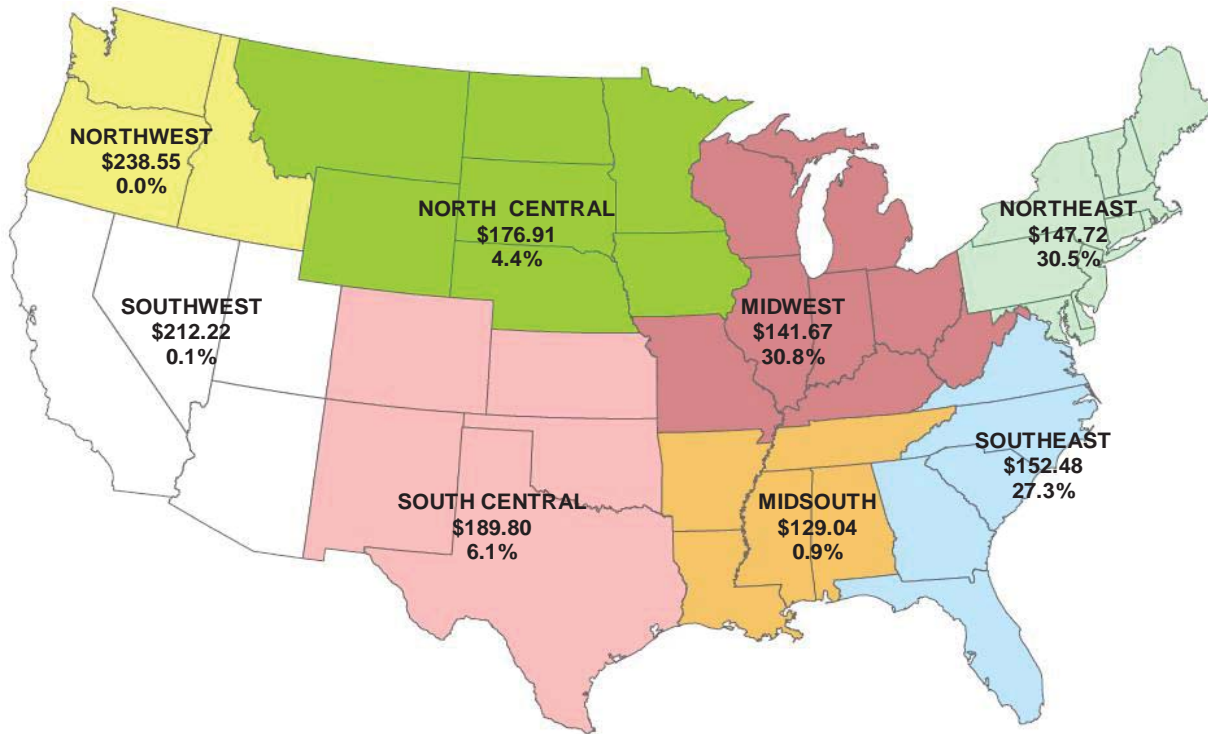 NORTHWEST
$238.55
0.0%
NORTH CENTRAL
$176.91
4.4%
NORTHEAST
$147.72
30.5%
SOUTHWEST
$212.22
0.1%
MIDWEST
$141.67
30.8%
SOUTHEAST
$152.48
27.3%
SOUTH CENTRAL
$189.80
6.1%
MIDSOUTH
$129.04
0.9%